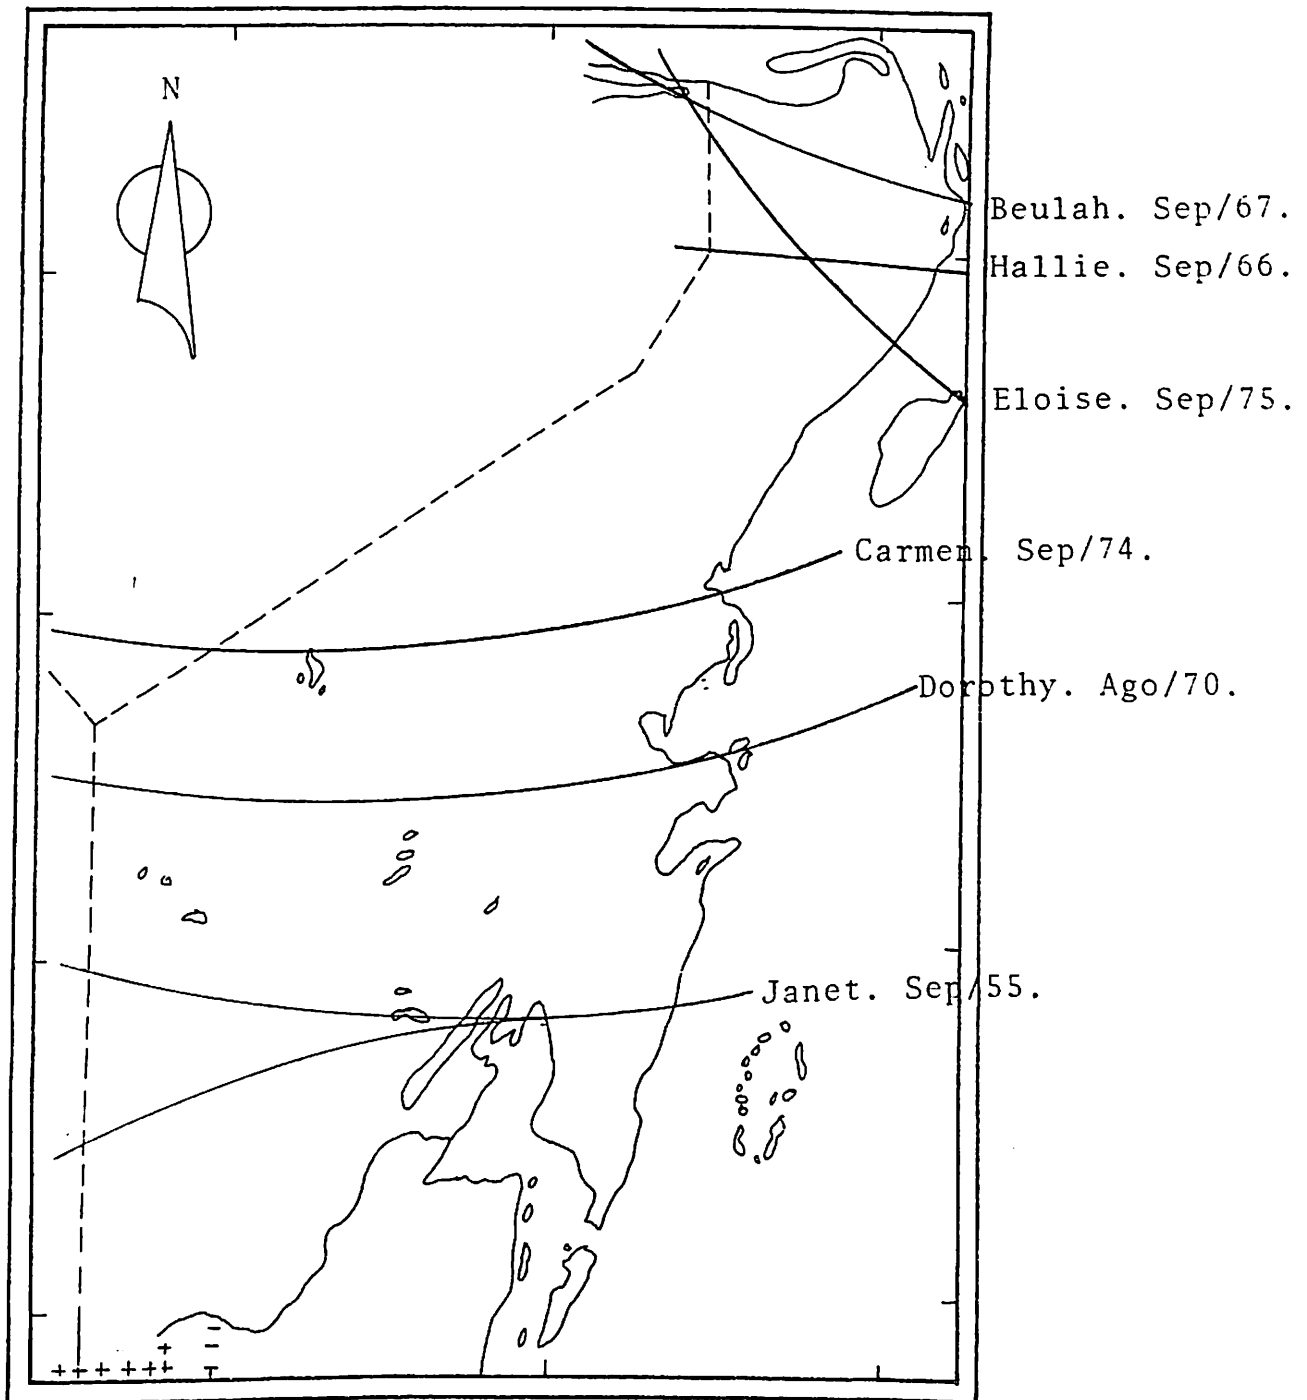 N
Beulah. Sep/67.
Hallie. Sep/66.
Eloise. Sep/75.
Carmen. Sep/74.
Dorothy. Ago/70.
Janet. Sep/55.